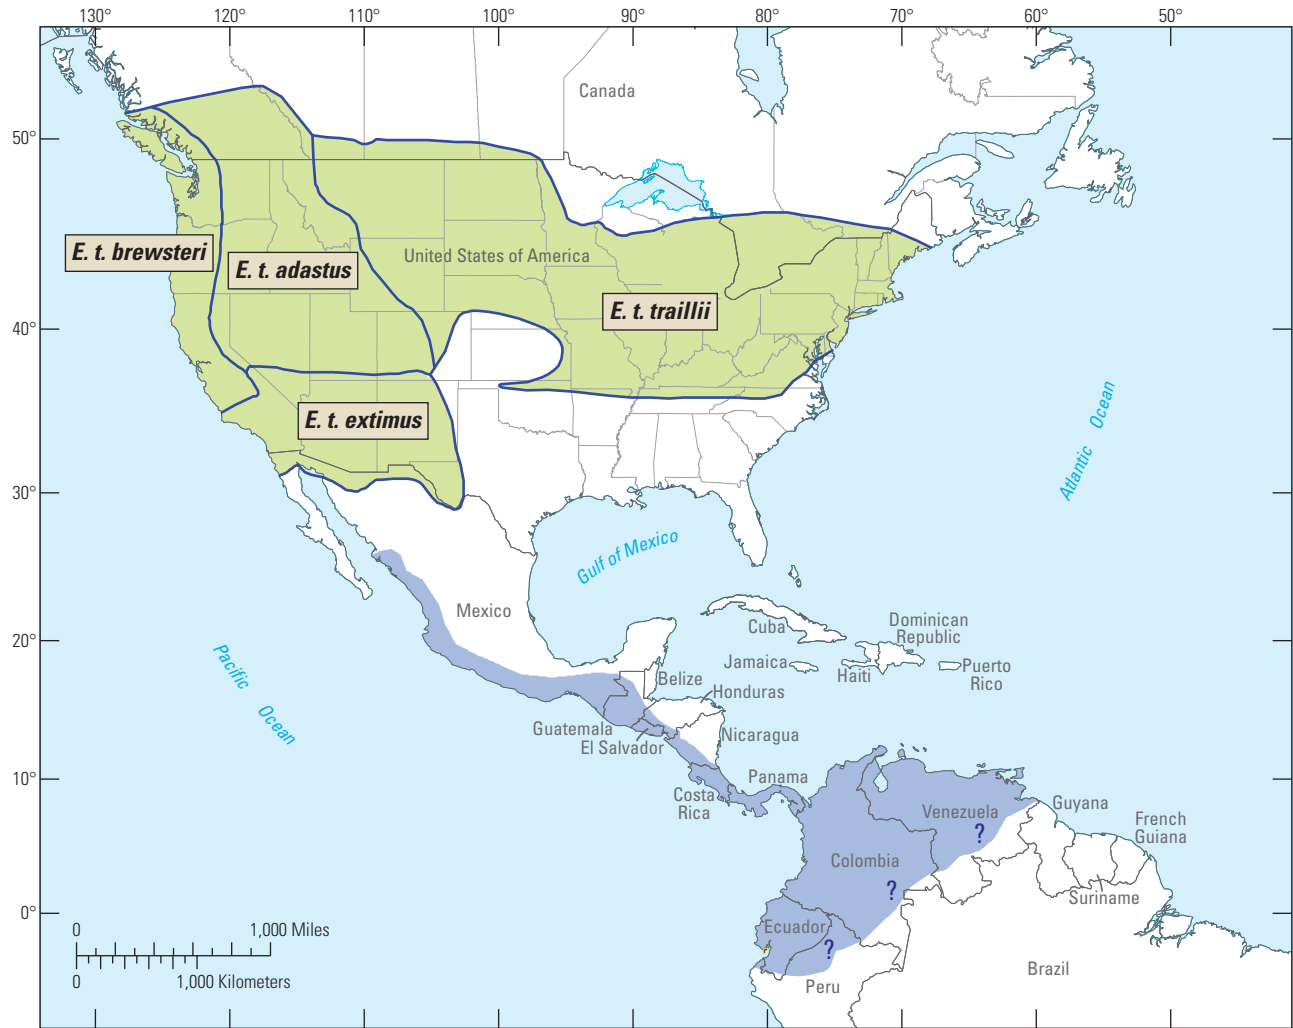 130° 120° 110° 100° 90° 80° 70° 60° 50°
Canada
50°
E. t. brewsteri
E. t. adastus
United States of America
E. t. traillii
40°
E. t. extimus
Atlantic Ocean
30°
Gulf of Mexico
Mexico
Cuba
Dominican
Republic
20°
Jamaica
Haiti
Puerto
Rico
Pacific Ocean
Belize
Honduras
Guatemala
El Salvador
Nicaragua
10°
Panama
Costa
Rica
Venezuela
Guyana
?
French
Guiana
Colombia
?
Suriname
0°
Ecuador
?
Peru
Brazil
0 1,000 Miles
0 1,000 Kilometers